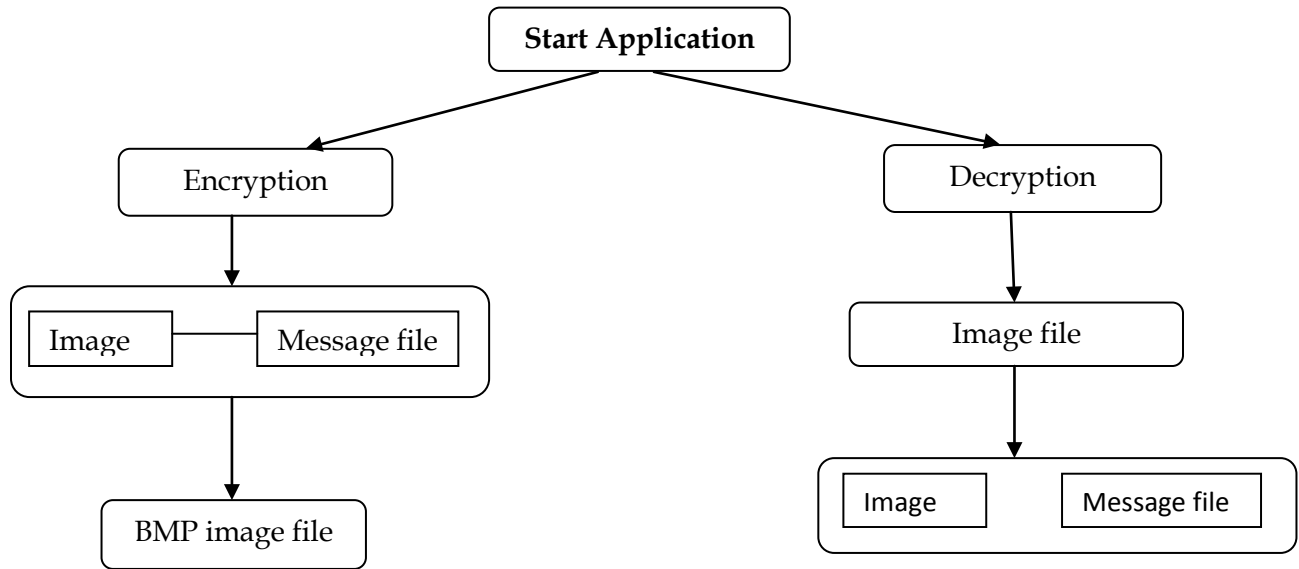 Start Application
Encryption
Decryption
Image
Message file
Image file
BMP image file
Image
Message file